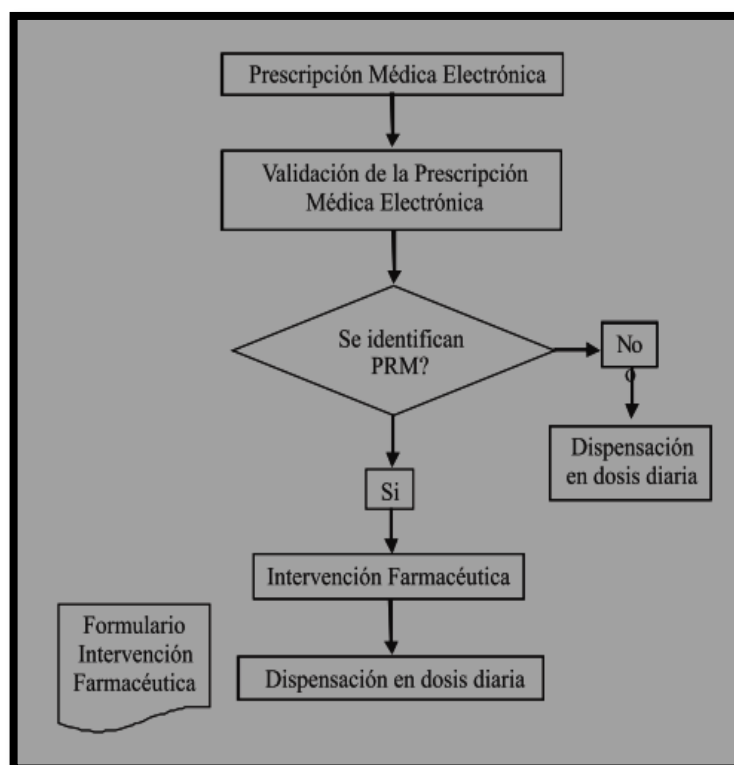 Prescripción Médica Electrónica
Validación de la Prescripción
Médica Electrónica
Se identifican
PRM?
No
o
Dispensación
en dosis diaria
Si
Intervención Farmacéutica
Formulario
Intervención
Farmacéutica
Dispensación en dosis diaria